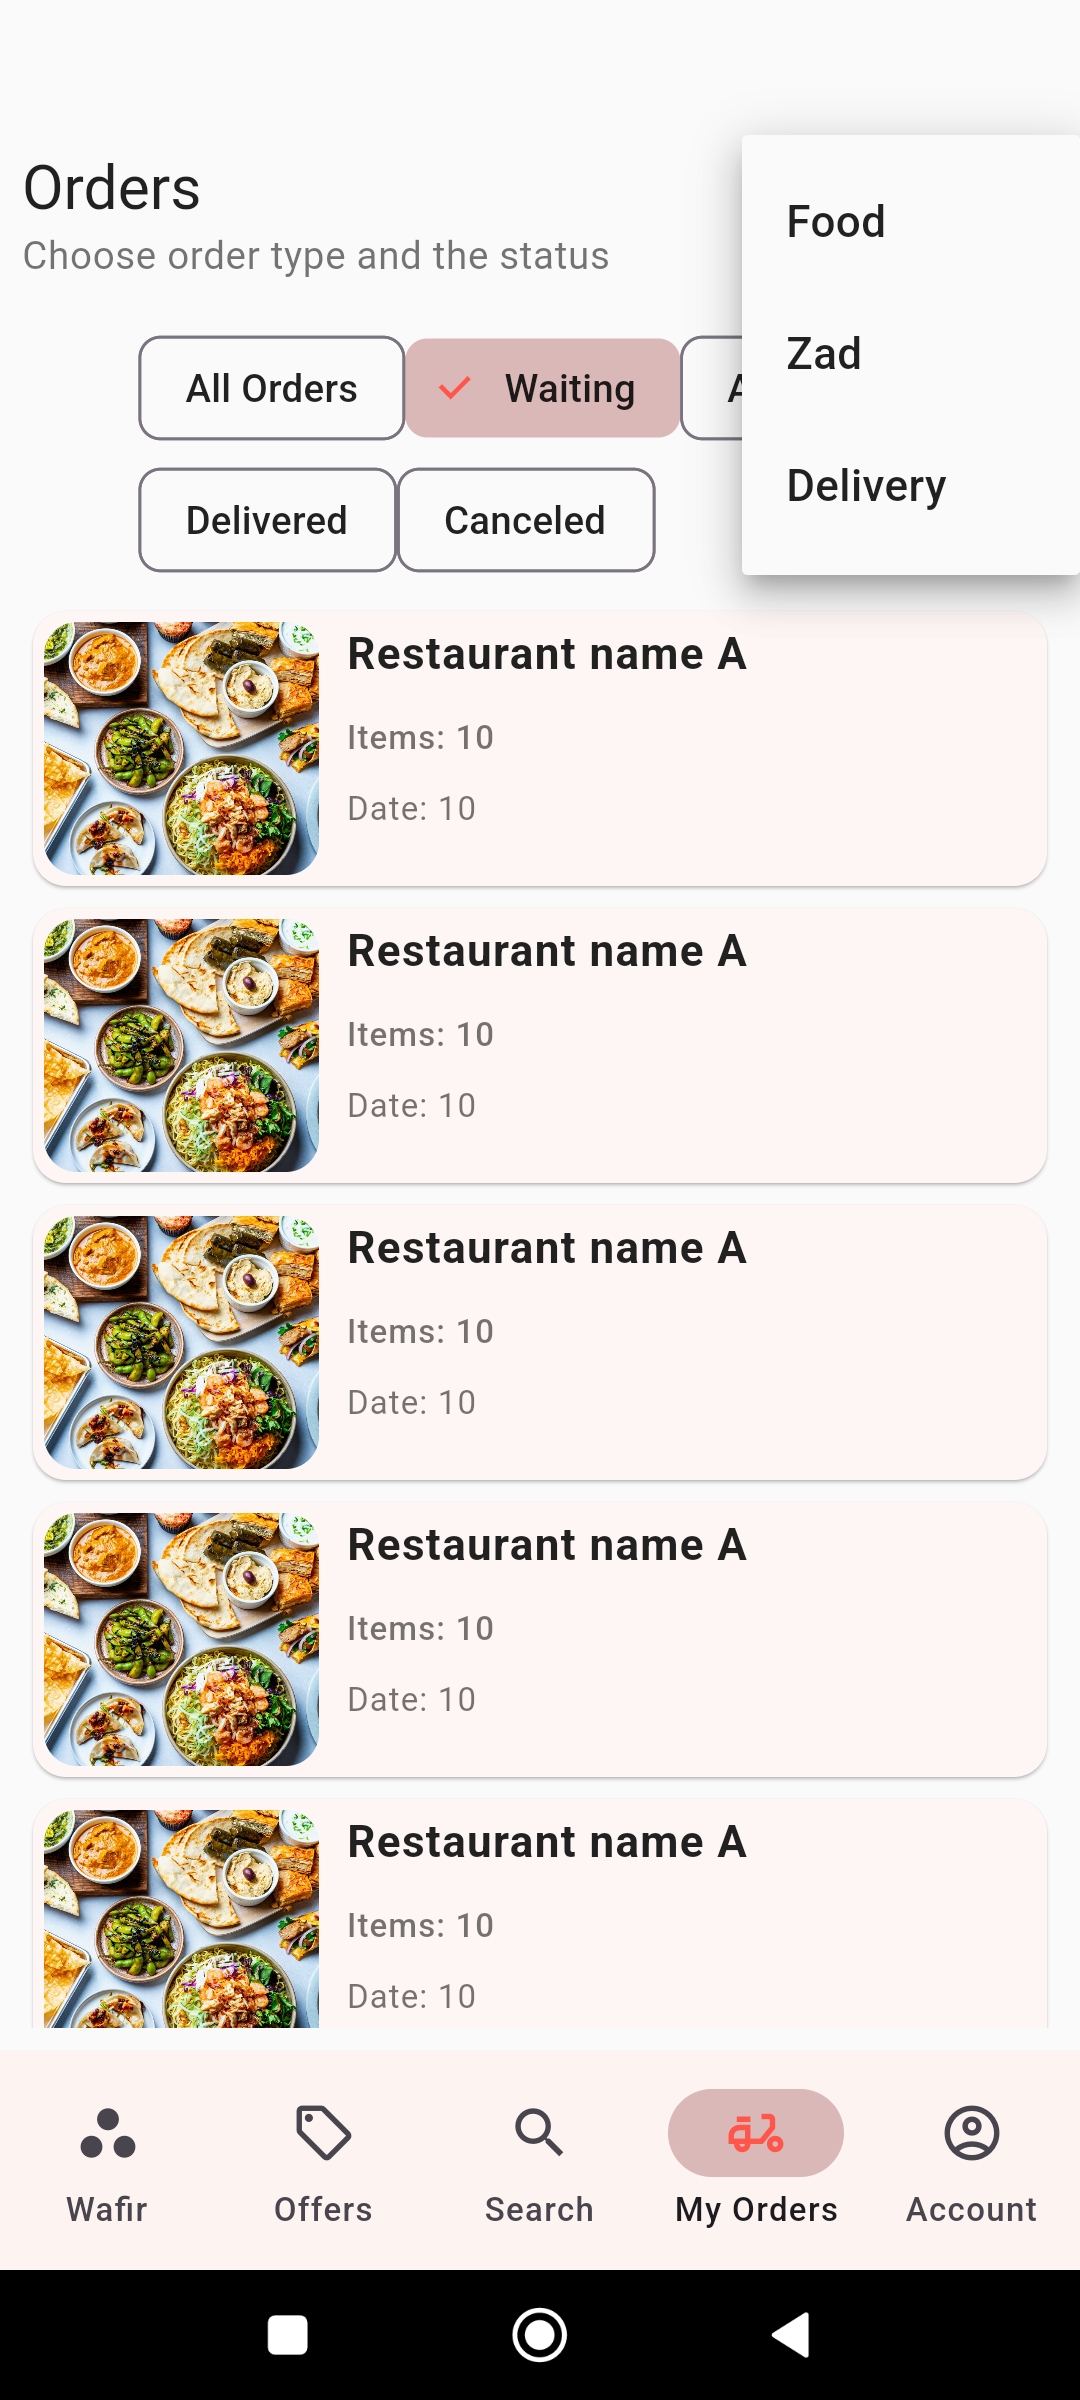 Orders
Choose order type and the status
Food
Zad
Delivery
All Orders
Waiting
Delivered
Canceled
Restaurant name A
Items: 10
Date: 10
Restaurant name A
Items: 10
Date: 10
Restaurant name A
Items: 10
Date: 10
Restaurant name A
Items: 10
Date: 10
Restaurant name A
Items: 10
Date: 10
Wafir
Offers
Search
My Orders
Account